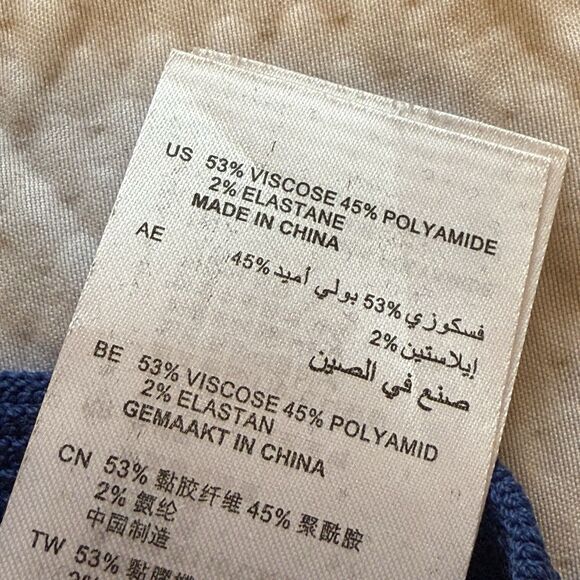 US 53% VISCOSE 45% POLYAMIDE
2% ELASTANE
MADE IN CHINA
AE
فسكوزي 53% بولي أميد 45%
إيلاستين 2%
صنع في الصين
BE 53% VISCOSE 45% POLYAMID
2% ELASTAN
GEMAAKT IN CHINA
CN 53% 黏胶纤维 45% 聚酰胺
2% 氨纶
中国制造
TW 53% 黏膠